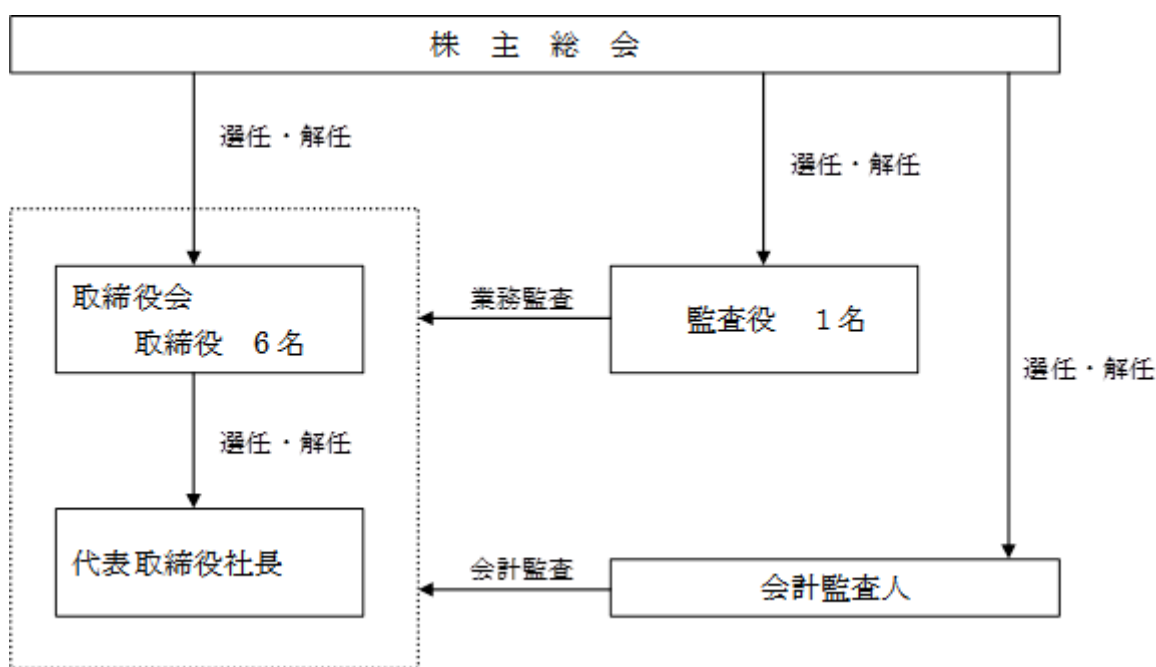 株 主 総 会
選任・解任
選任・解任
取締役会
取締役 6名
業務監査
監査役 1名
選任・解任
選任・解任
代表取締役社長
会計監査
会計監査人